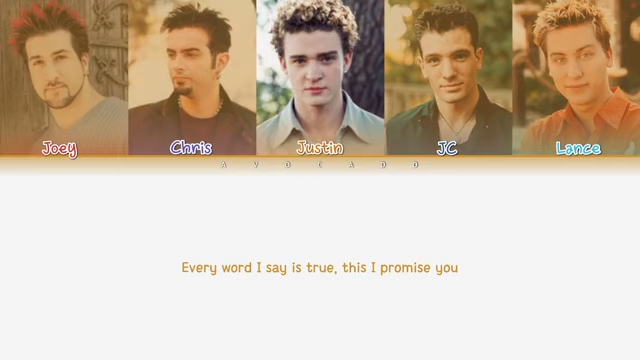 Joey Chris Justin JC Lance
A V O C A D O
Every word I say is true, this I promise you